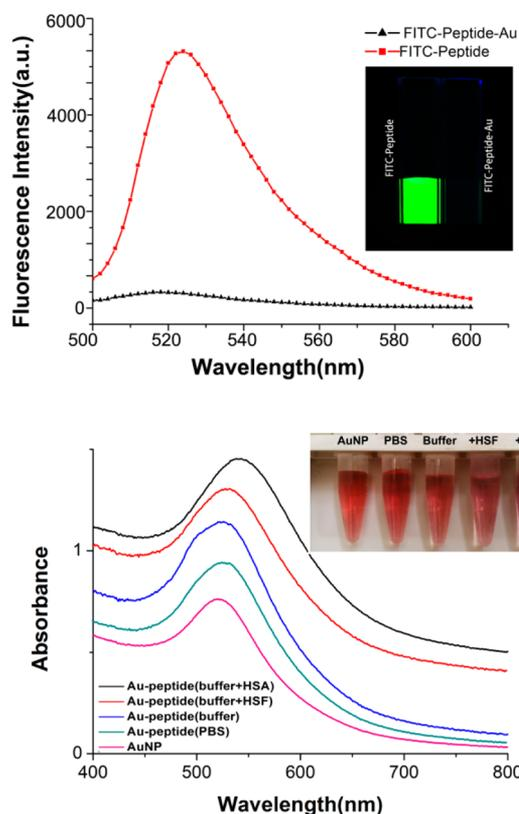 Fluorescence Intensity(a.u.)
6000
4000
2000
0
FITC-Peptide-Au
FITC-Peptide
FITC-Peptide
FITC-Peptide-Au
500
520
540
560
580
600
Wavelength(nm)
Absorbance
1
0
AuNP PBS Buffer +HSF +
Au-peptide(buffer+HSA)
Au-peptide(buffer+HSF)
Au-peptide(buffer)
Au-peptide(PBS)
AuNP
400
500
600
700
800
Wavelength(nm)